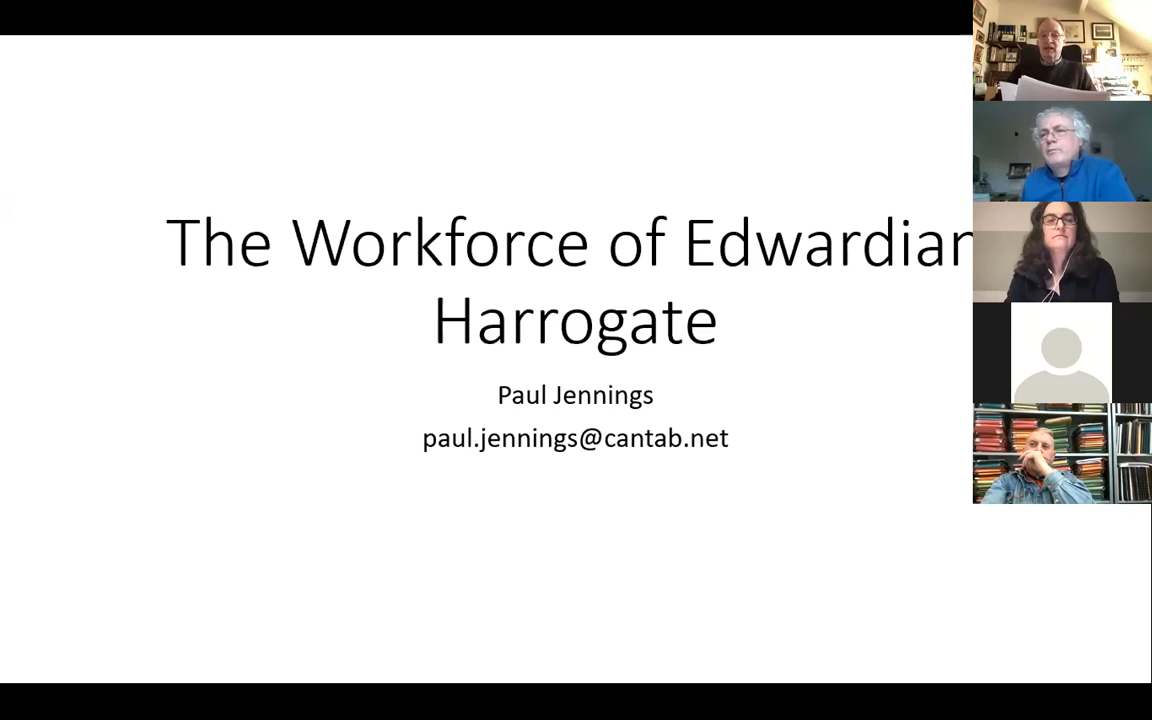 The Workforce of Edwardian
Harrogate
Paul Jennings
paul.jennings@cantab.net